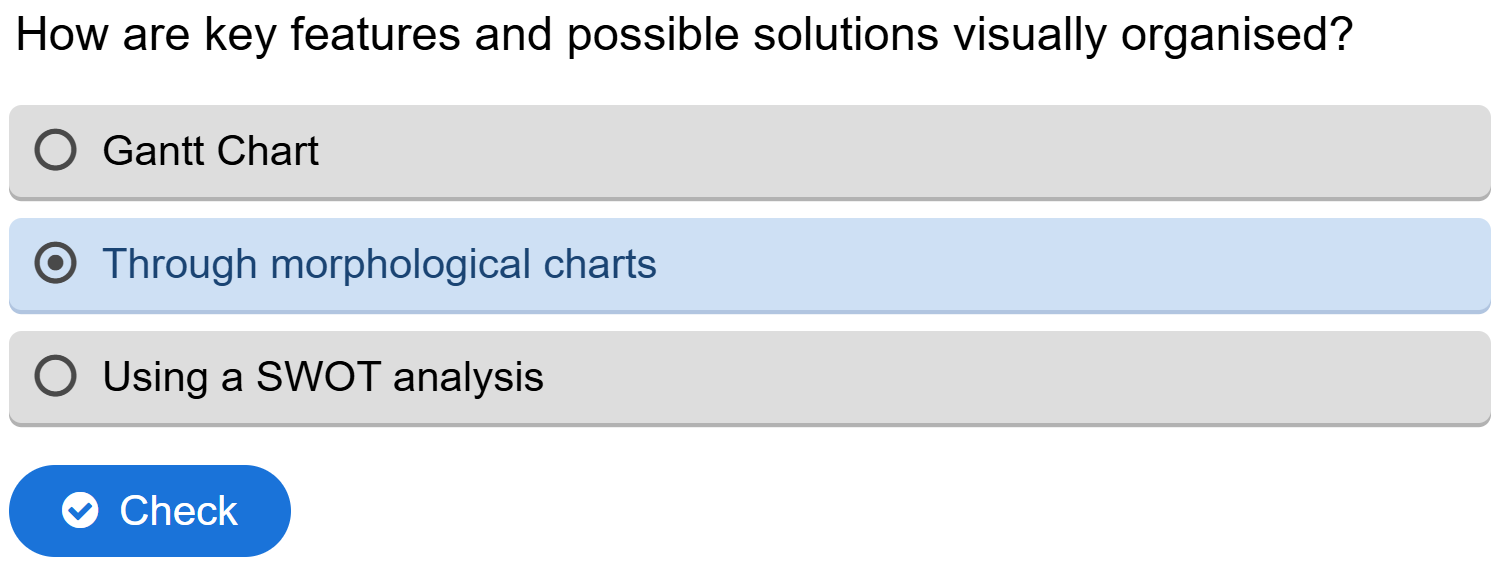 How are key features and possible solutions visually organised?
Gantt Chart
Through morphological charts
Using a SWOT analysis
Check